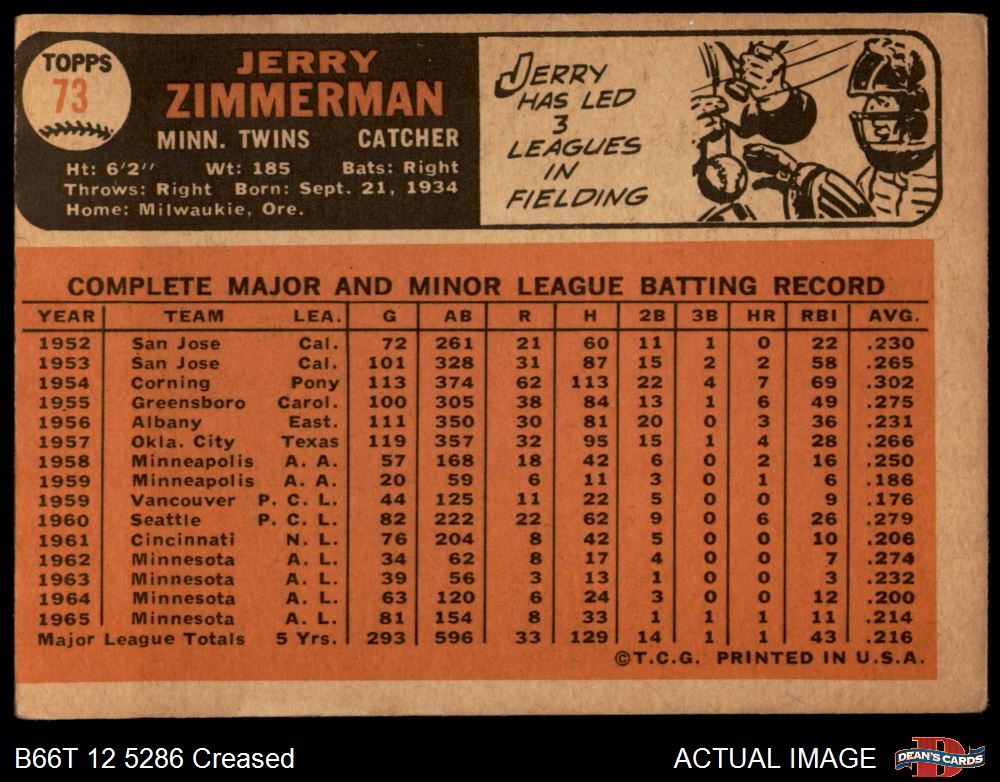 TOPPS
73
JERRY
ZIMMERMAN
MINN. TWINS CATCHER
Ht: 6'2" Wt: 185 Bats: Right
Throws: Right Born: Sept. 21, 1934
Home: Milwaukie, Ore.
JERRY
HAS LED
3
LEAGUES
IN
FIELDING
COMPLETE MAJOR AND MINOR LEAGUE BATTING RECORD
YEAR TEAM LEA. G AB R H 2B 3B HR RBI AVG.
1952 San Jose Cal. 72 261 21 60 11 1 0 22 .230
1953 San Jose Cal. 101 328 31 87 15 2 2 58 .265
1954 Corning Pony 113 374 62 113 22 4 7 69 .302
1955 Greensboro Carol. 100 305 38 84 13 1 6 49 .275
1956 Albany East. 111 350 30 81 20 0 3 36 .231
1957 Okla. City Texas 119 357 32 95 15 1 4 28 .266
1958 Minneapolis A. A. 57 168 18 42 6 0 2 16 .250
1959 Minneapolis A. A. 20 59 6 11 3 0 1 6 .186
1959 Vancouver P. C. L. 44 125 11 22 5 0 0 9 .176
1960 Seattle P. C. L. 82 222 22 62 9 0 6 26 .279
1961 Cincinnati N. L. 76 204 8 42 5 0 0 10 .206
1962 Minnesota A. L. 34 62 8 17 4 0 0 7 .274
1963 Minnesota A. L. 39 56 3 13 1 0 0 3 .232
1964 Minnesota A. L. 63 120 6 24 3 0 0 12 .200
1965 Minnesota A. L. 81 154 8 33 1 1 1 11 .214
Major League Totals 5 Yrs. 293 596 33 129 14 1 1 43 .216
©T.C.G. PRINTED IN U.S.A.
B66T 12 5286 Creased ACTUAL IMAGE
DEAN'S CARDS